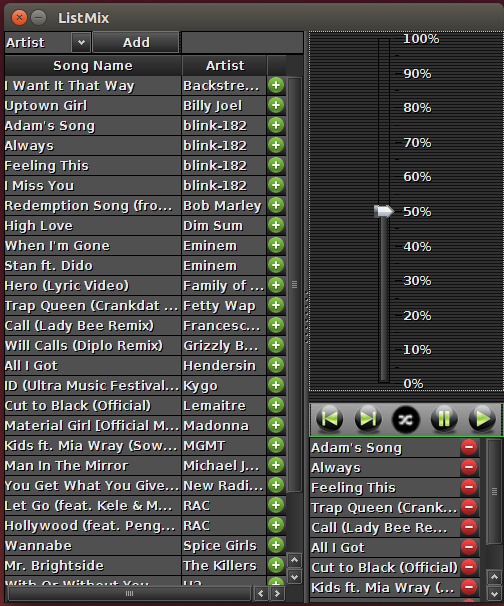 ListMix
Artist Add
Song Name Artist
I Want It That Way Backstre...
Uptown Girl Billy Joel
Adam's Song blink-182
Always blink-182
Feeling This blink-182
I Miss You blink-182
Redemption Song (fro... Bob Marley
High Love Dim Sum
When I'm Gone Eminem
Stan ft. Dido Eminem
Hero (Lyric Video) Family of ...
Trap Queen (Crankdat ... Fetty Wap
Call (Lady Bee Remix) Francesc...
Will Calls (Diplo Remix) Grizzly B...
All I Got Hendersin
ID (Ultra Music Festival... Kygo
Cut to Black (Official) Lemaitre
Material Girl [Official M... Madonna
Kids ft. Mia Wray (Sow... MGMT
Man In The Mirror Michael J...
You Get What You Give... New Radi...
Let Go (feat. Kele & M... RAC
Hollywood (feat. Peng... RAC
Wannabe Spice Girls
Mr. Brightside The Killers
With Or Without You U2
100%
90%
80%
70%
60%
50%
40%
30%
20%
10%
0%
Adam's Song
Always
Feeling This
Trap Queen (Crank...
Call (Lady Bee Re...
All I Got
Cut to Black (Official)
Kids ft. Mia Wray (...